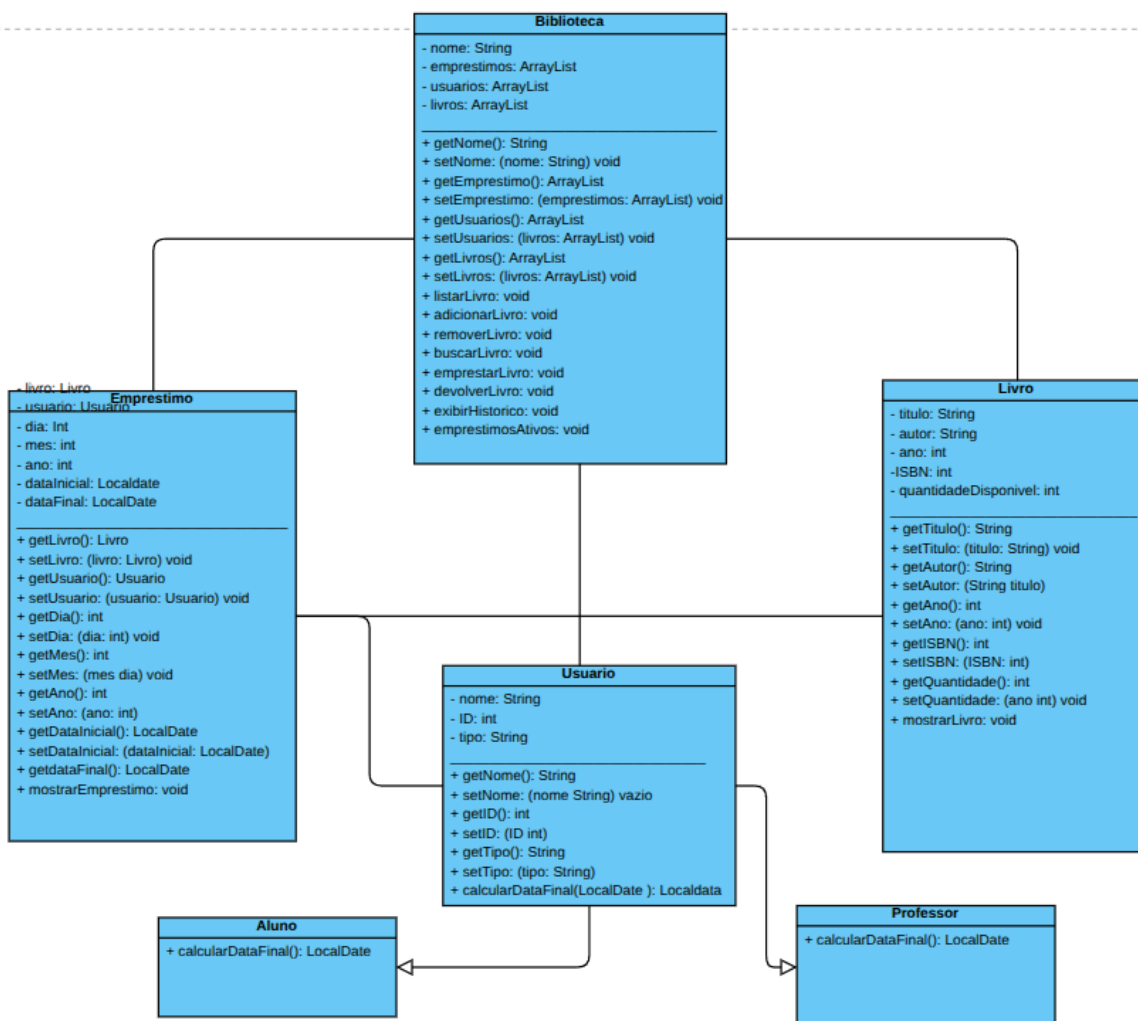 Biblioteca
- nome: String
- emprestimos: ArrayList
- usuarios: ArrayList
- livros: ArrayList
+ getNome(): String
+ setNome: (nome: String) void
+ getEmprestimo(): ArrayList
+ setEmprestimo: (emprestimos: ArrayList) void
+ getUsuarios(): ArrayList
+ setUsuarios: (livros: ArrayList) void
+ getLivros(): ArrayList
+ setLivros: (livros: ArrayList) void
+ listarLivro: void
+ adicionarLivro: void
+ removerLivro: void
+ buscarLivro: void
+ emprestarLivro: void
+ devolverLivro: void
+ exibirHistorico: void
+ emprestimosAtivos: void
Emprestimo
- livro: Livro
- usuario: Usuario
- dia: Int
- mes: int
- ano: int
- dataInicial: Localdate
- dataFinal: LocalDate
+ getLivro(): Livro
+ setLivro: (livro: Livro) void
+ getUsuario(): Usuario
+ setUsuario: (usuario: Usuario) void
+ getDia(): int
+ setDia: (dia: int) void
+ getMes(): int
+ setMes: (mes dia) void
+ getAno(): int
+ setAno: (ano: int)
+ getDataInicial(): LocalDate
+ setDataInicial: (dataInicial: LocalDate)
+ getdataFinal(): LocalDate
+ mostrarEmprestimo: void
Livro
- titulo: String
- autor: String
- ano: int
-ISBN: int
- quantidadeDisponivel: int
+ getTitulo(): String
+ setTitulo: (titulo: String) void
+ getAutor(): String
+ setAutor: (String titulo)
+ getAno(): int
+ setAno: (ano: int) void
+ getISBN(): int
+ setISBN: (ISBN: int)
+ getQuantidade(): int
+ setQuantidade: (ano int) void
+ mostrarLivro: void
Usuario
- nome: String
- ID: int
- tipo: String
+ getNome(): String
+ setNome: (nome String) vazio
+ getID(): int
+ setID: (ID int)
+ getTipo(): String
+ setTipo: (tipo: String)
+ calcularDataFinal(LocalDate ): Localdata
Aluno
+ calcularDataFinal(): LocalDate
Professor
+ calcularDataFinal(): LocalDate